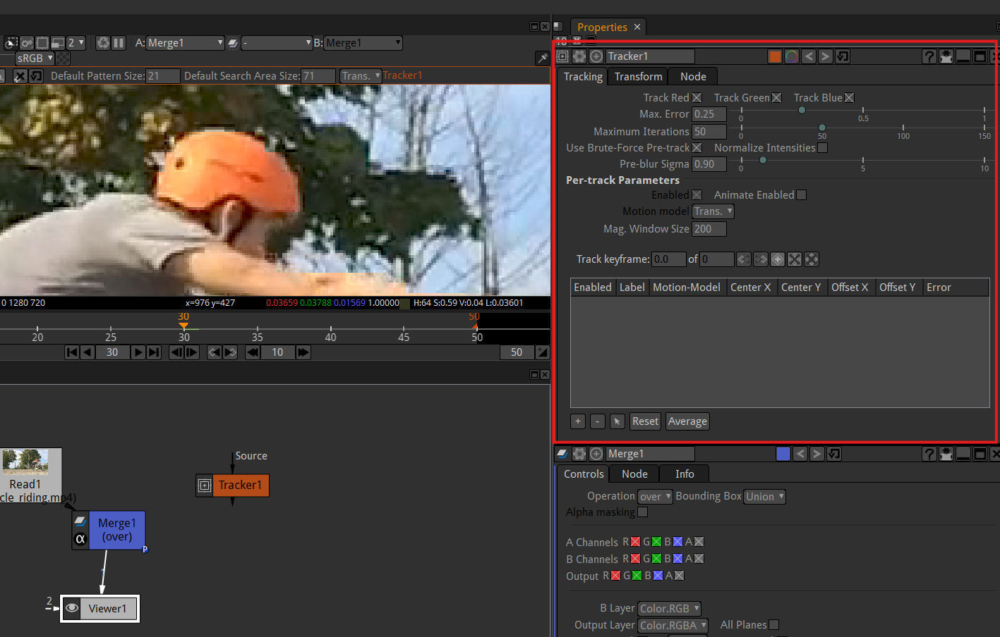 Properties
2 A: Merge1 - B: Merge1
sRGB
Default Pattern Size: 21 Default Search Area Size: 71 Trans. Tracker1
0 1280 720 x=976 y=427 0.03659 0.03788 0.01569 1.00000 H:64 S:0.59 V:0.04 L:0.03601
30 50
20 25 30 35 40 45 50
30 10 50
Source
Tracker1
Read1
cle_riding.mp4)
Merge1
(over)
α
P
1
2
Viewer1
10
Tracker1 ?
Tracking Transform Node
Track Red Track Green Track Blue
Max. Error 0.25 0 0.5 1
Maximum Iterations 50 0 50 100 150
Use Brute-Force Pre-track Normalize Intensities
Pre-blur Sigma 0.90 0 5 10
Per-track Parameters
Enabled Animate Enabled
Motion model Trans.
Mag. Window Size 200
Track keyframe: 0.0 of 0
Enabled Label Motion-Model Center X Center Y Offset X Offset Y Error
+ - Reset Average
Merge1 ?
Controls Node Info
Operation over Bounding Box Union
Alpha masking
A Channels R G B A
B Channels R G B A
Output R G B A
B Layer Color.RGB
Output Layer Color.RGBA All Planes